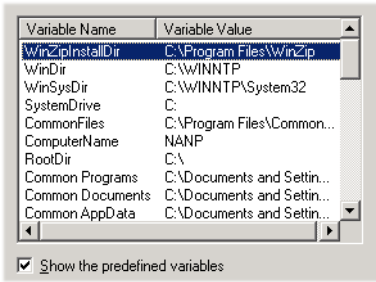 Variable Name Variable Value
WinZipInstallDir C:\Program Files\WinZip
WinDir C:\WINNTP
WinSysDir C:\WINNTP\System32
SystemDrive C:
CommonFiles C:\Program Files\Common...
ComputerName NANP
RootDir C:\
Common Programs C:\Documents and Settin...
Common Documents C:\Documents and Settin...
Common AppData C:\Documents and Settin...
Show the predefined variables